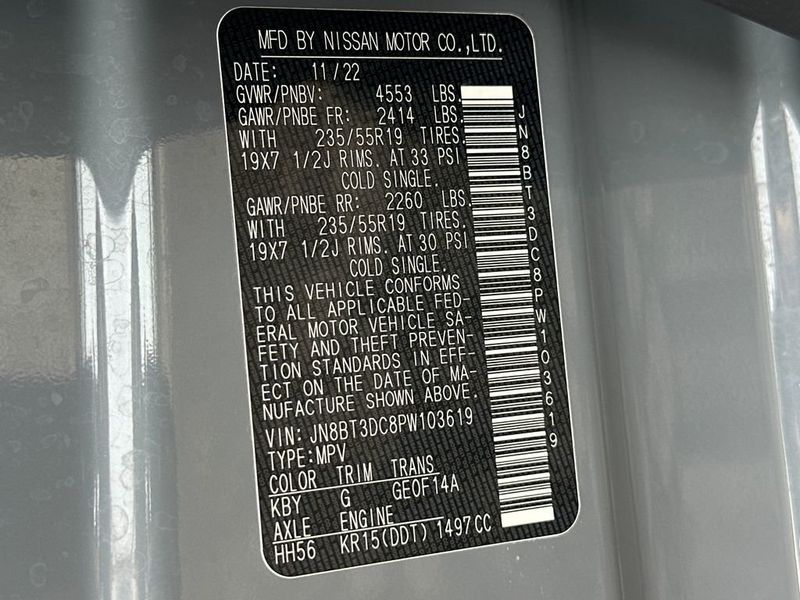 MFD BY NISSAN MOTOR CO.,LTD.
DATE: 11/22
GVWR/PNBV: 4553 LBS.
GAWR/PNBE FR: 2414 LBS.
WITH 235/55R19 TIRES.
19X7 1/2J RIMS. AT 33 PSI
COLD SINGLE.
GAWR/PNBE RR: 2260 LBS.
WITH 235/55R19 TIRES.
19X7 1/2J RIMS. AT 30 PSI
COLD SINGLE.
THIS VEHICLE CONFORMS
TO ALL APPLICABLE FED-
ERAL MOTOR VEHICLE SA-
FETY AND THEFT PREVEN-
TION STANDARDS IN EFF-
ECT ON THE DATE OF MA-
NUFACTURE SHOWN ABOVE.
VIN: JN8BT3DC8PW103619
TYPE:MPV
COLOR TRIM TRANS
KBY G GEOF14A
AXLE ENGINE
HH56 KR15(DDT) 1497CC
JN8BT3DC8PW103619